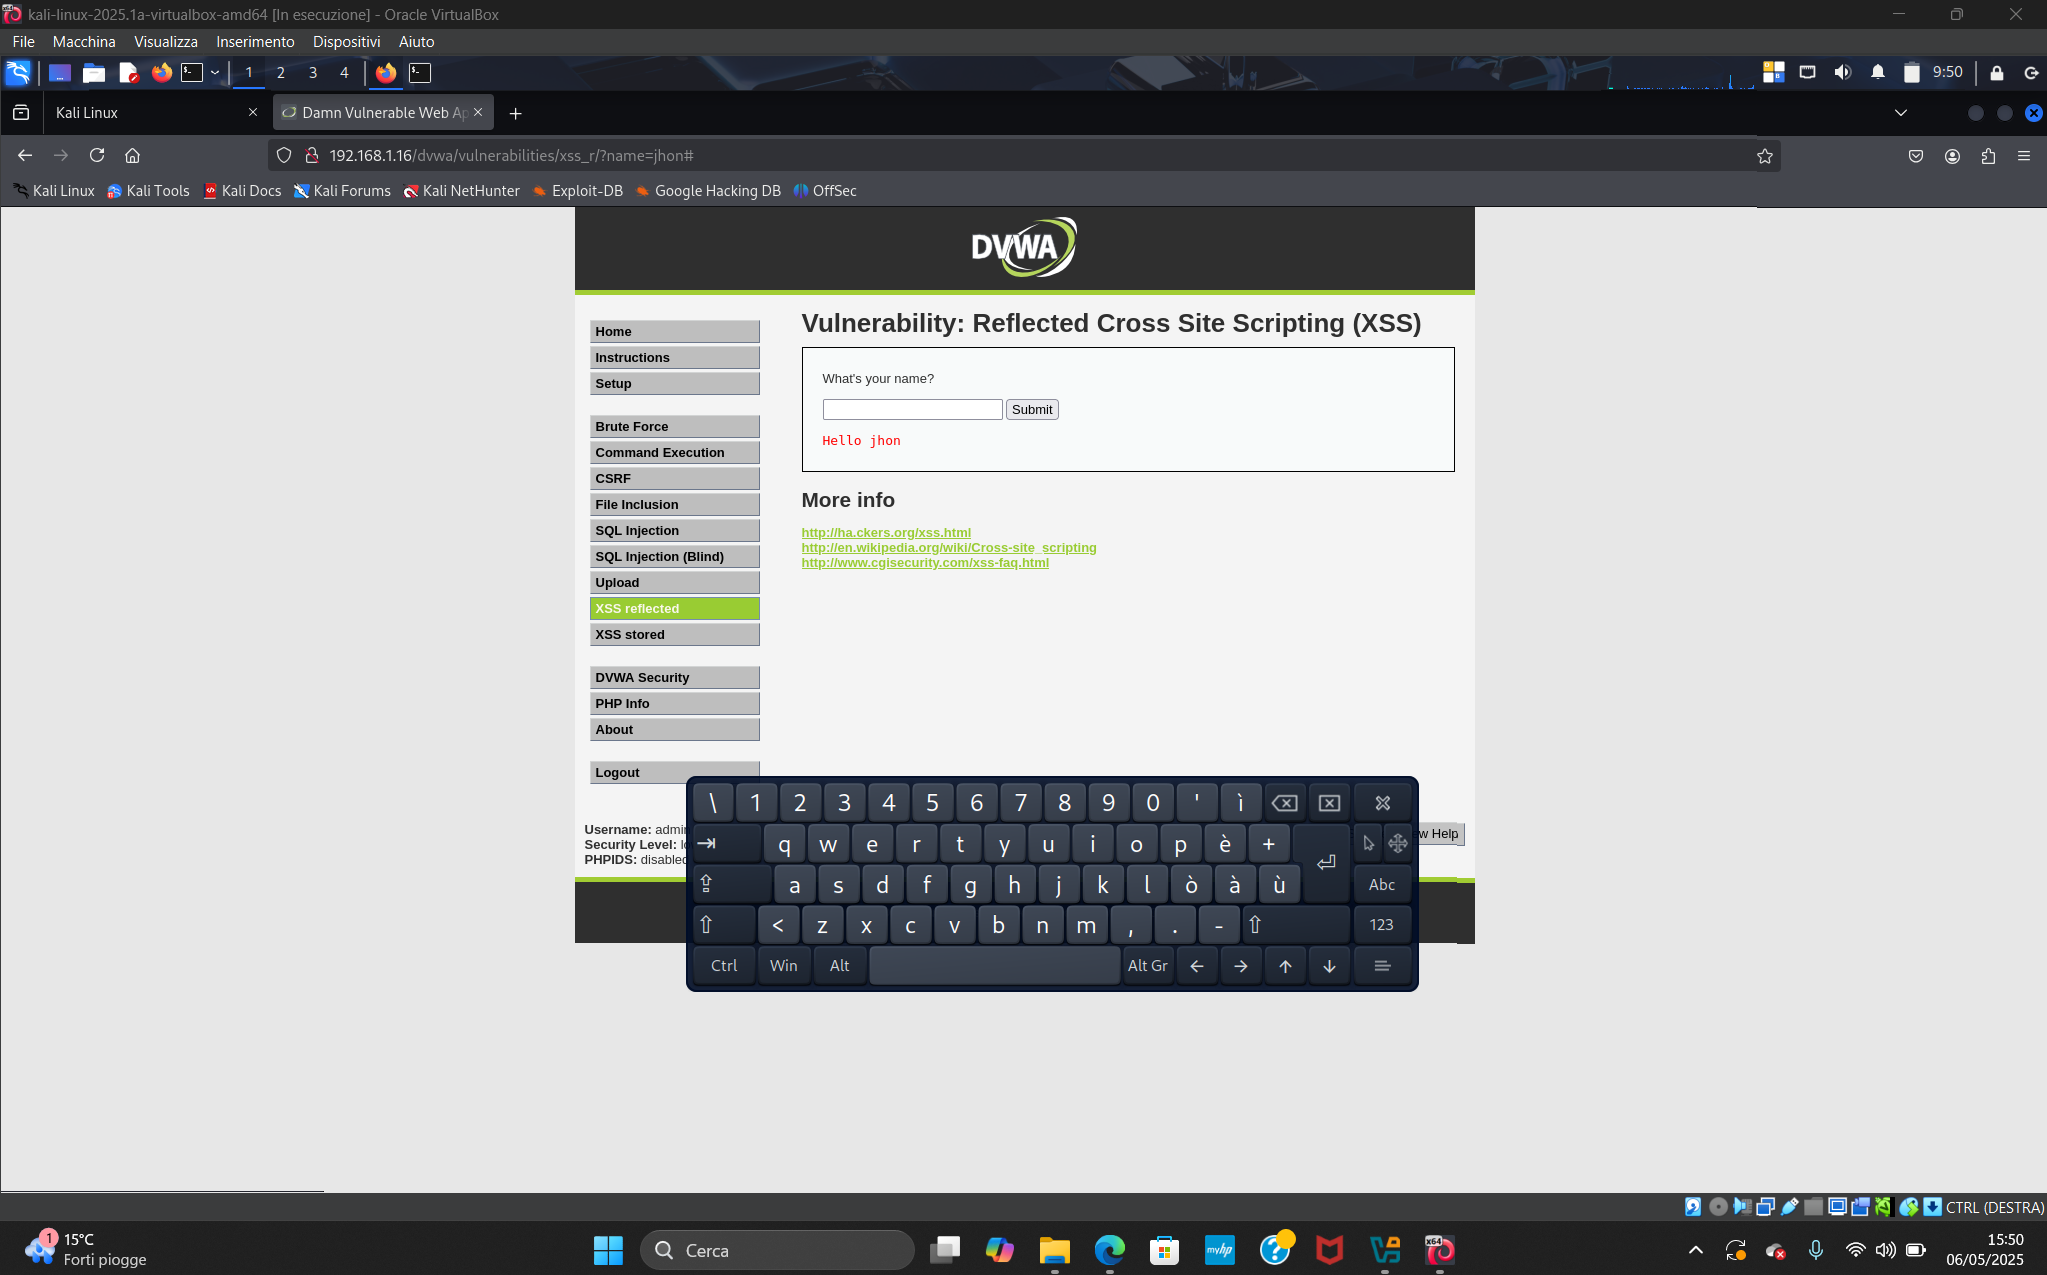 kali-linux-2025.1a-virtualbox-amd64 [In esecuzione] - Oracle VirtualBox
File Macchina Visualizza Inserimento Dispositivi Aiuto
1 2 3 4 9:50
Kali Linux Damn Vulnerable Web Ap
192.168.1.16/dvwa/vulnerabilities/xss_r/?name=jhon#
Kali Linux Kali Tools Kali Docs Kali Forums Kali NetHunter Exploit-DB Google Hacking DB OffSec
DVWA
Vulnerability: Reflected Cross Site Scripting (XSS)
Home
Instructions
Setup
Brute Force
Command Execution
CSRF
File Inclusion
SQL Injection
SQL Injection (Blind)
Upload
XSS reflected
XSS stored
DVWA Security
PHP Info
About
Logout
What's your name?
Submit
Hello jhon
More info
http://ha.ckers.org/xss.html
http://en.wikipedia.org/wiki/Cross-site_scripting
http://www.cgisecurity.com/xss-faq.html
Username: admin
Security Level: l
PHPIDS: disabled
w Help
\ 1 2 3 4 5 6 7 8 9 0 ' ì
q w e r t y u i o p è +
a s d f g h j k l ò à ù Abc
< z x c v b n m , . - 123
Ctrl Win Alt Alt Gr
CTRL (DESTRA)
1
15°C
Forti piogge
Cerca
myhp
x64
15:50
06/05/2025